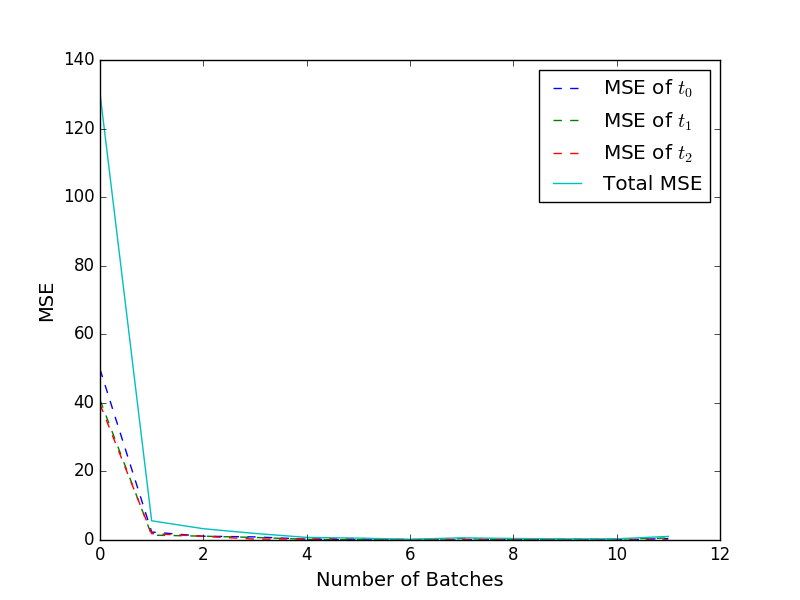 140
120
100
80
60
40
20
0
MSE
0 2 4 6 8 10 12
Number of Batches
MSE of t₀
MSE of t₁
MSE of t₂
Total MSE